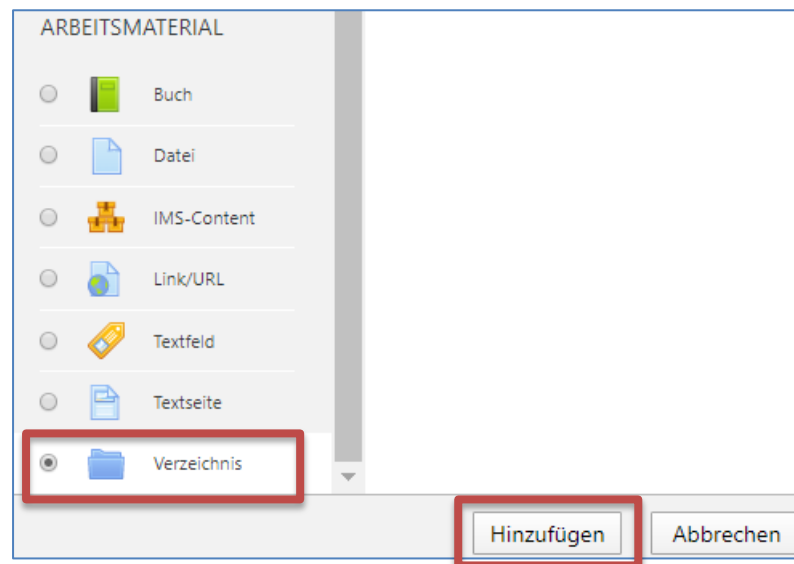 ARBEITSMATERIAL
Buch
Datei
IMS-Content
Link/URL
Textfeld
Textseite
Verzeichnis
Hinzufügen Abbrechen